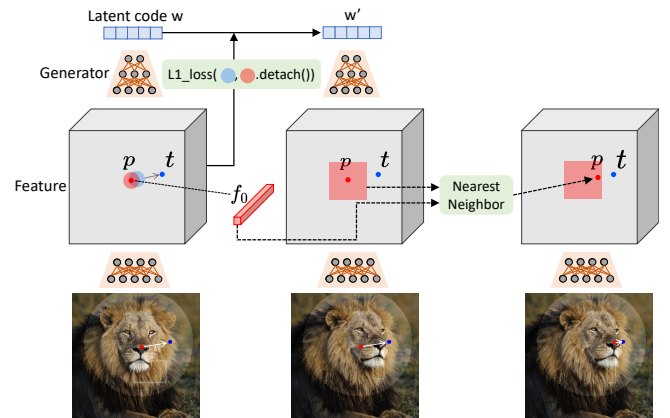 Latent code w
w'
Generator
L1_loss( , .detach())
Feature
p
t
f0
p
t
Nearest
Neighbor
p
t